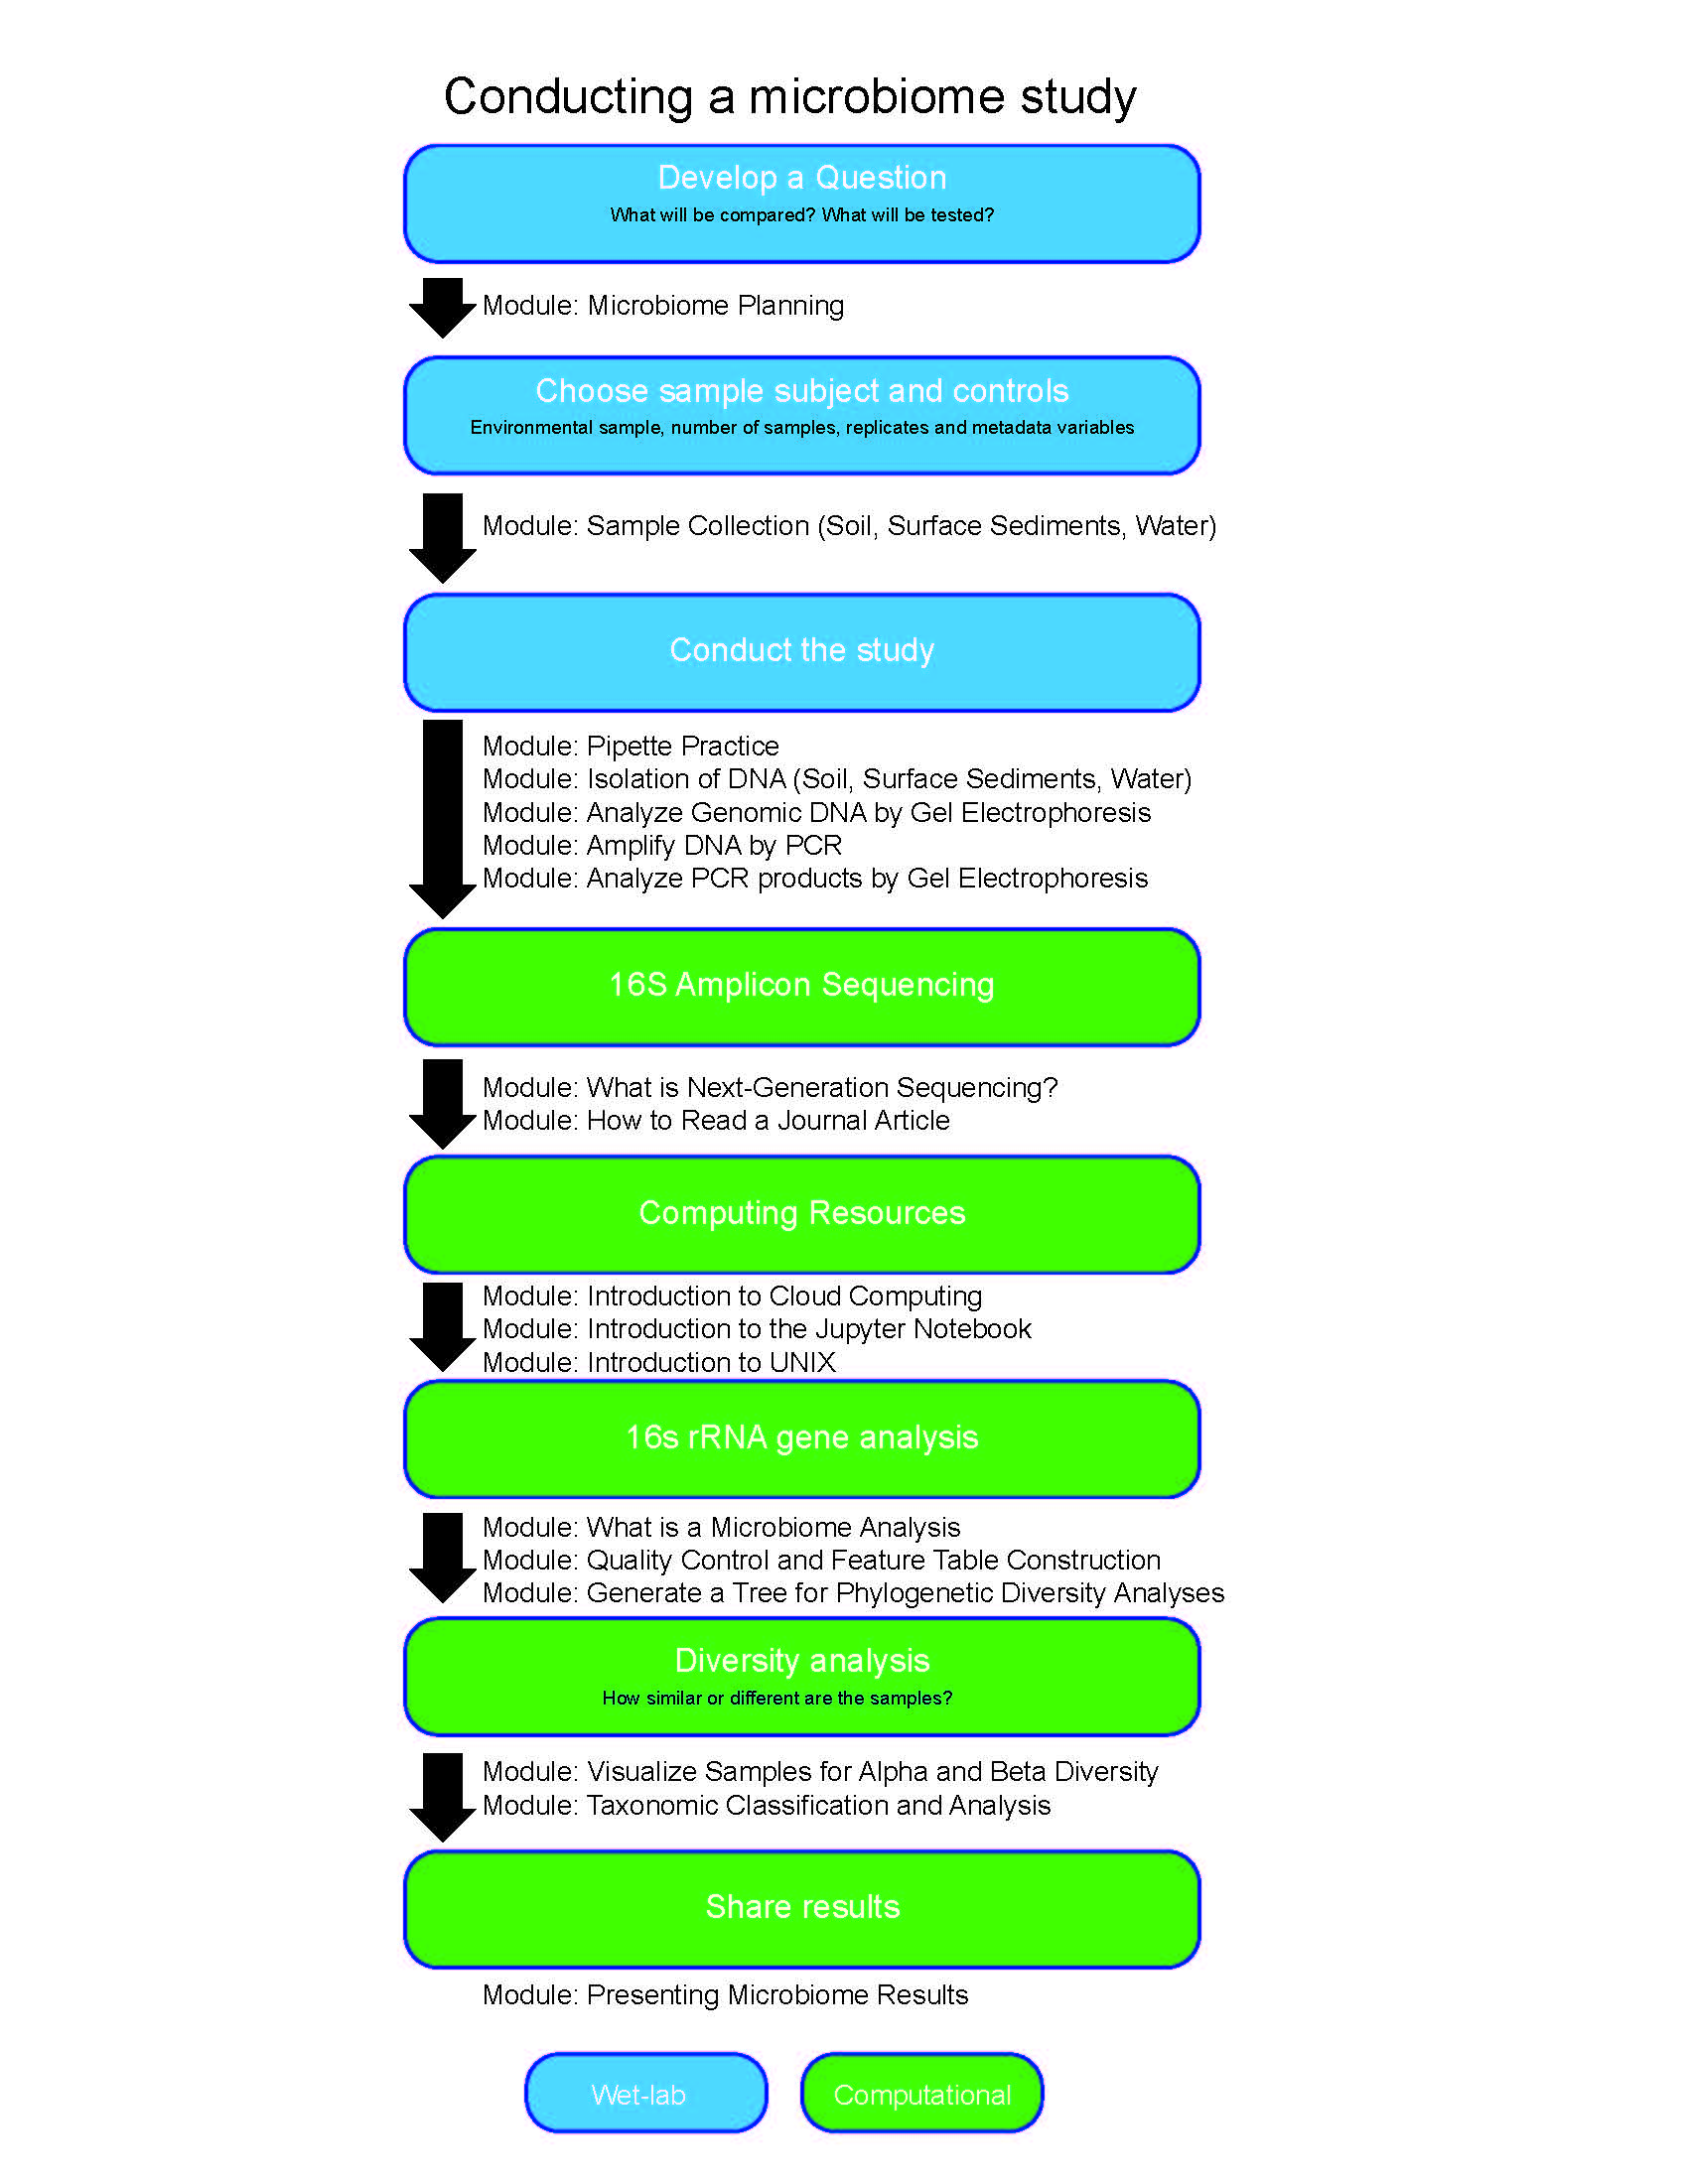 Conducting a microbiome study
Develop a Question
What will be compared? What will be tested?
Module: Microbiome Planning
Choose sample subject and controls
Environmental sample, number of samples, replicates and metadata variables
Module: Sample Collection (Soil, Surface Sediments, Water)
Conduct the study
Module: Pipette Practice
Module: Isolation of DNA (Soil, Surface Sediments, Water)
Module: Analyze Genomic DNA by Gel Electrophoresis
Module: Amplify DNA by PCR
Module: Analyze PCR products by Gel Electrophoresis
16S Amplicon Sequencing
Module: What is Next-Generation Sequencing?
Module: How to Read a Journal Article
Computing Resources
Module: Introduction to Cloud Computing
Module: Introduction to the Jupyter Notebook
Module: Introduction to UNIX
16s rRNA gene analysis
Module: What is a Microbiome Analysis
Module: Quality Control and Feature Table Construction
Module: Generate a Tree for Phylogenetic Diversity Analyses
Diversity analysis
How similar or different are the samples?
Module: Visualize Samples for Alpha and Beta Diversity
Module: Taxonomic Classification and Analysis
Share results
Module: Presenting Microbiome Results
Wet-lab
Computational